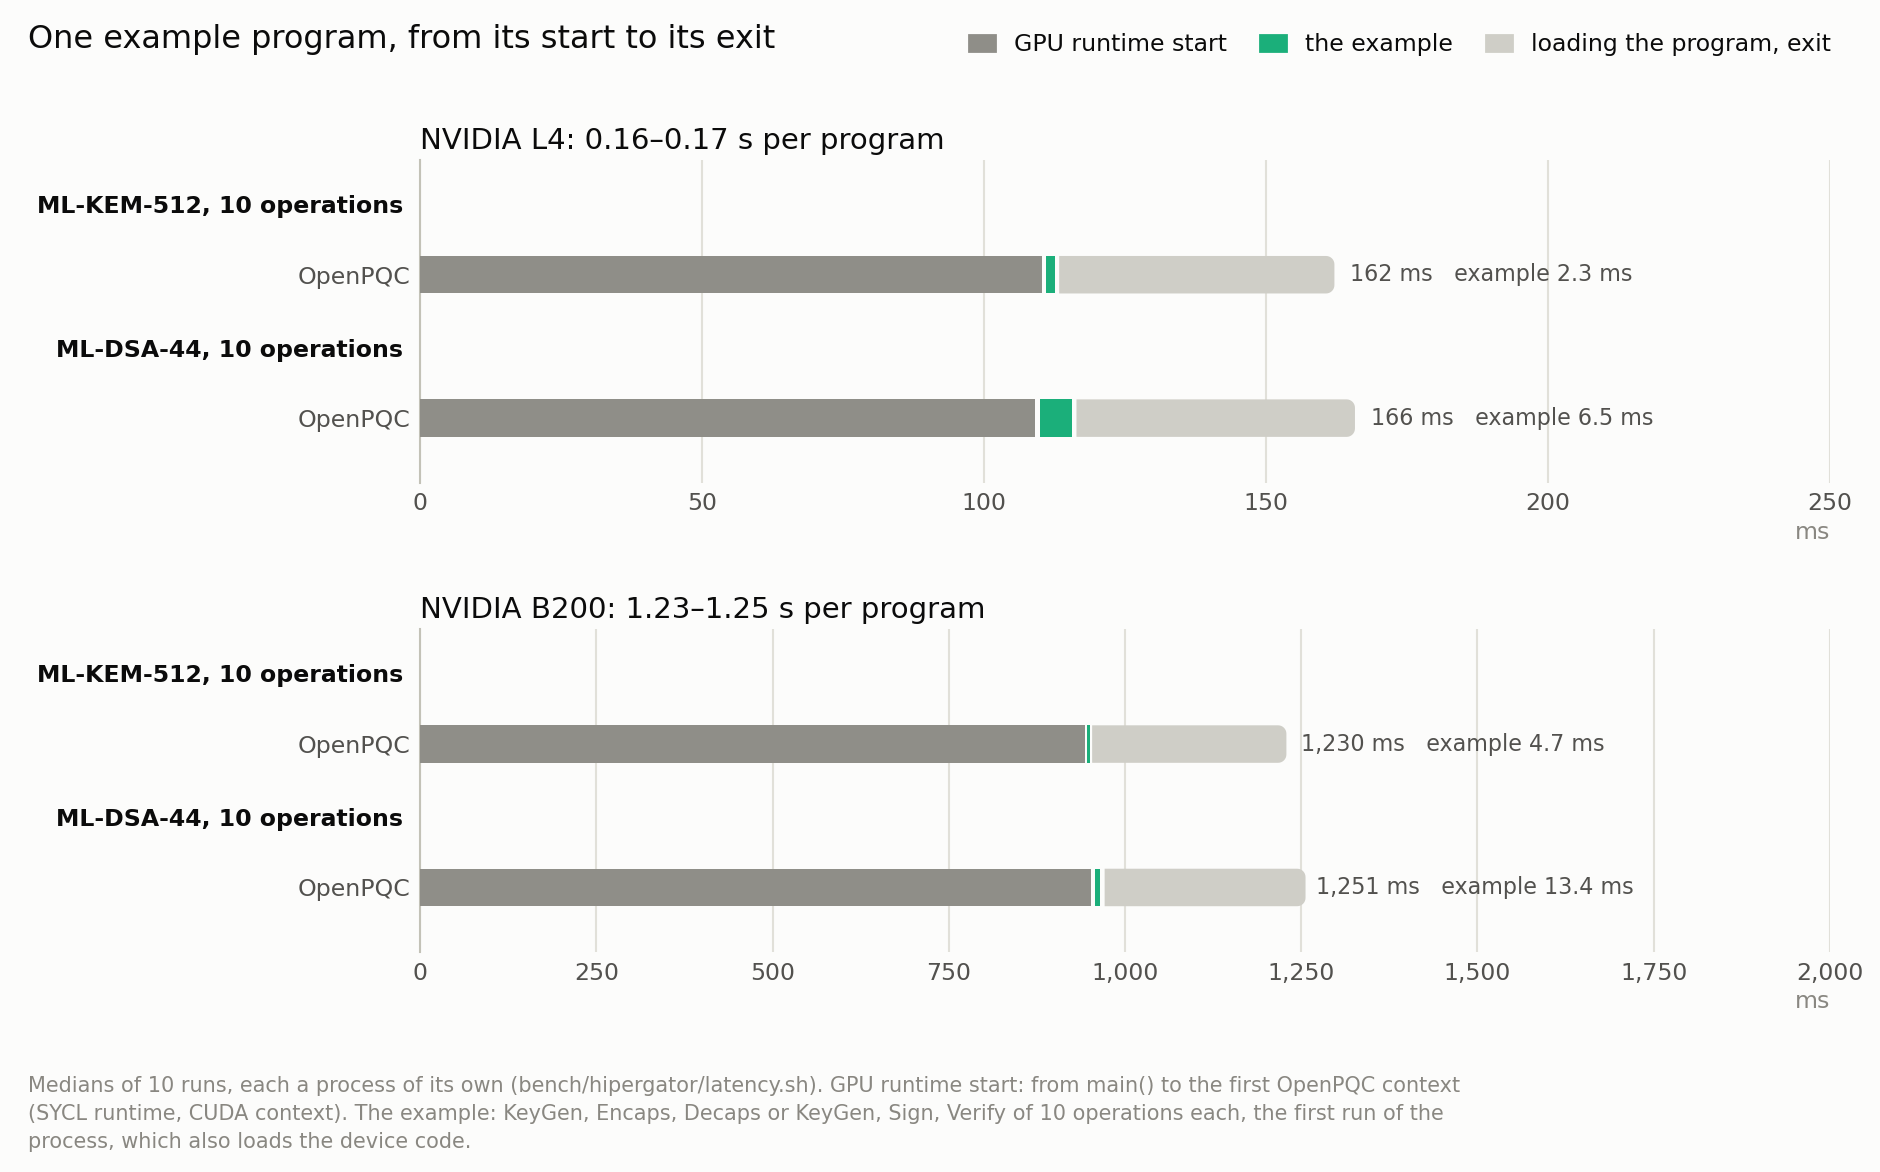 One example program, from its start to its exit
GPU runtime start
the example
loading the program, exit
NVIDIA L4: 0.16–0.17 s per program
ML-KEM-512, 10 operations
OpenPQC
162 ms example 2.3 ms
ML-DSA-44, 10 operations
OpenPQC
166 ms example 6.5 ms
0 50 100 150 200 250
ms
NVIDIA B200: 1.23–1.25 s per program
ML-KEM-512, 10 operations
OpenPQC
1,230 ms example 4.7 ms
ML-DSA-44, 10 operations
OpenPQC
1,251 ms example 13.4 ms
0 250 500 750 1,000 1,250 1,500 1,750 2,000
ms
Medians of 10 runs, each a process of its own (bench/hipergator/latency.sh). GPU runtime start: from main() to the first OpenPQC context
(SYCL runtime, CUDA context). The example: KeyGen, Encaps, Decaps or KeyGen, Sign, Verify of 10 operations each, the first run of the
process, which also loads the device code.